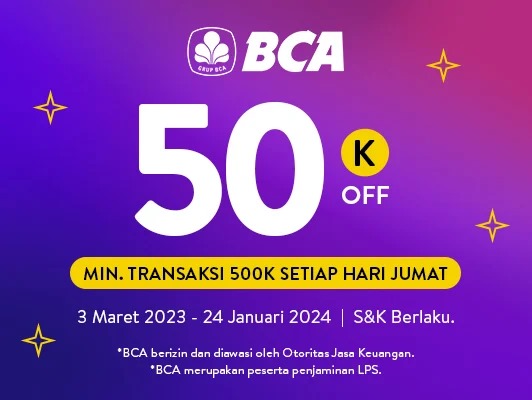 GRUP BCA
BCA
50
K
OFF
MIN. TRANSAKSI 500K SETIAP HARI JUMAT
3 Maret 2023 - 24 Januari 2024 | S&K Berlaku.
*BCA berizin dan diawasi oleh Otoritas Jasa Keuangan.
*BCA merupakan peserta penjaminan LPS.